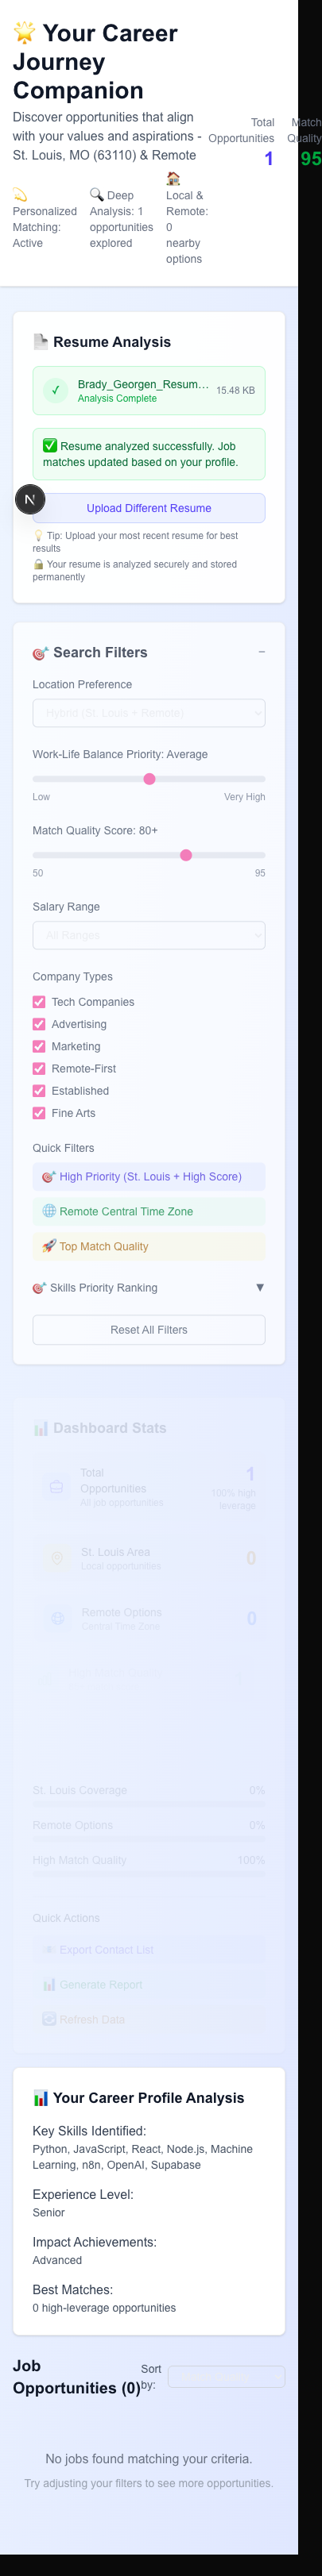 🌟 Your Career
Journey
Companion
Discover opportunities that align
with your values and aspirations -
St. Louis, MO (63110) & Remote
Total
Opportunities
1
Match
Quality
95
💫
Personalized
Matching:
Active
🔍 Deep
Analysis: 1
opportunities
explored
🏠
Local &
Remote:
0
nearby
options
📄 Resume Analysis
✓
Brady_Georgen_Resum...
15.48 KB
Analysis Complete
✅ Resume analyzed successfully. Job
matches updated based on your profile.
N
Upload Different Resume
💡 Tip: Upload your most recent resume for best
results
🔒 Your resume is analyzed securely and stored
permanently
🎯 Search Filters
−
Location Preference
Hybrid (St. Louis + Remote)
Work-Life Balance Priority: Average
Low
Very High
Match Quality Score: 80+
50
95
Salary Range
All Ranges
Company Types
Tech Companies
Advertising
Marketing
Remote-First
Established
Fine Arts
Quick Filters
🎯 High Priority (St. Louis + High Score)
🌐 Remote Central Time Zone
🚀 Top Match Quality
🎯 Skills Priority Ranking
▼
Reset All Filters
📊 Dashboard Stats
Total
Opportunities
All job opportunities
1
100% high
leverage
St. Louis Area
Local opportunities
0
Remote Options
Central Time Zone
0
St. Louis Coverage
0%
Remote Options
0%
High Match Quality
100%
Quick Actions
Export Contact List
📊 Generate Report
🔄 Refresh Data
📊 Your Career Profile Analysis
Key Skills Identified:
Python, JavaScript, React, Node.js, Machine
Learning, n8n, OpenAI, Supabase
Experience Level:
Senior
Impact Achievements:
Advanced
Best Matches:
0 high-leverage opportunities
Job
Opportunities (0)
Sort
by:
No jobs found matching your criteria.
Try adjusting your filters to see more opportunities.